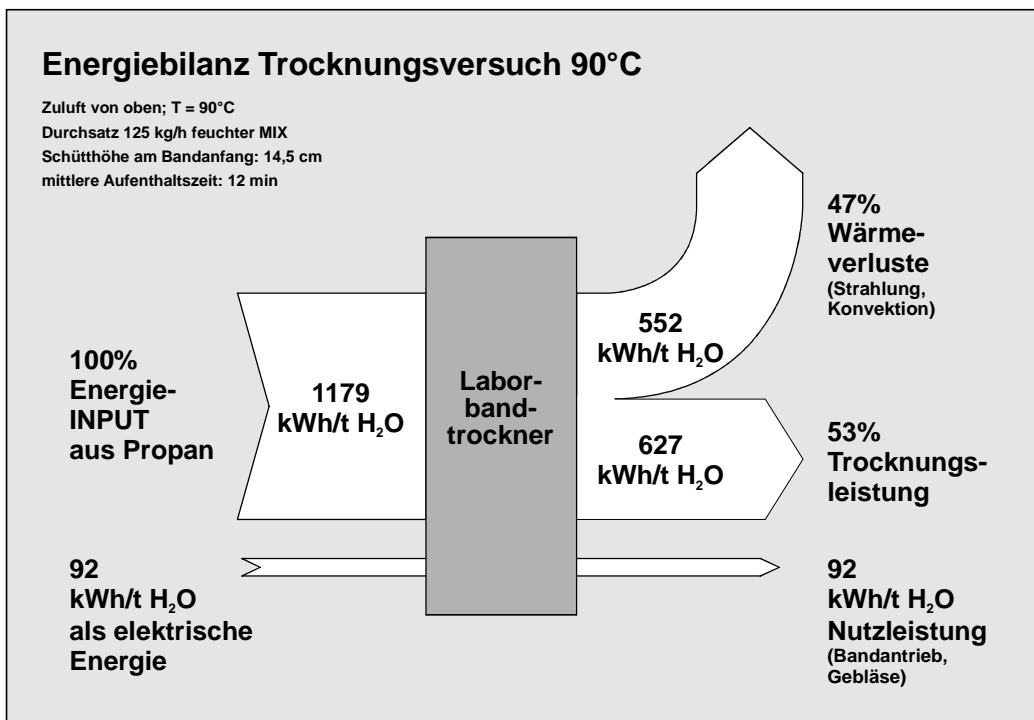 Energiebilanz Trocknungsversuch 90°C
Zuluft von oben; T = 90°C
Durchsatz 125 kg/h feuchter MIX
Schütthöhe am Bandanfang: 14,5 cm
mittlere Aufenthaltszeit: 12 min
100%
Energie-
INPUT
aus Propan
1179
kWh/t H₂O
Labor-
band-
trockner
552
kWh/t H₂O
47%
Wärme-
verluste
(Strahlung,
Konvektion)
627
kWh/t H₂O
53%
Trocknungs-
leistung
92
kWh/t H₂O
als elektrische
Energie
92
kWh/t H₂O
Nutzleistung
(Bandantrieb,
Gebläse)